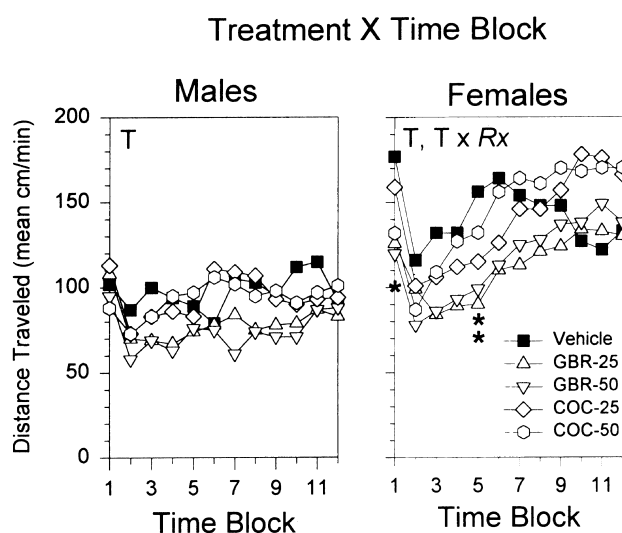 Treatment X Time Block
Males
Females
Distance Traveled (mean cm/min)
200
150
100
50
0
T
T, T x Rx
*
*
*
Vehicle
GBR-25
GBR-50
COC-25
COC-50
1 3 5 7 9 11
1 3 5 7 9 11
Time Block
Time Block